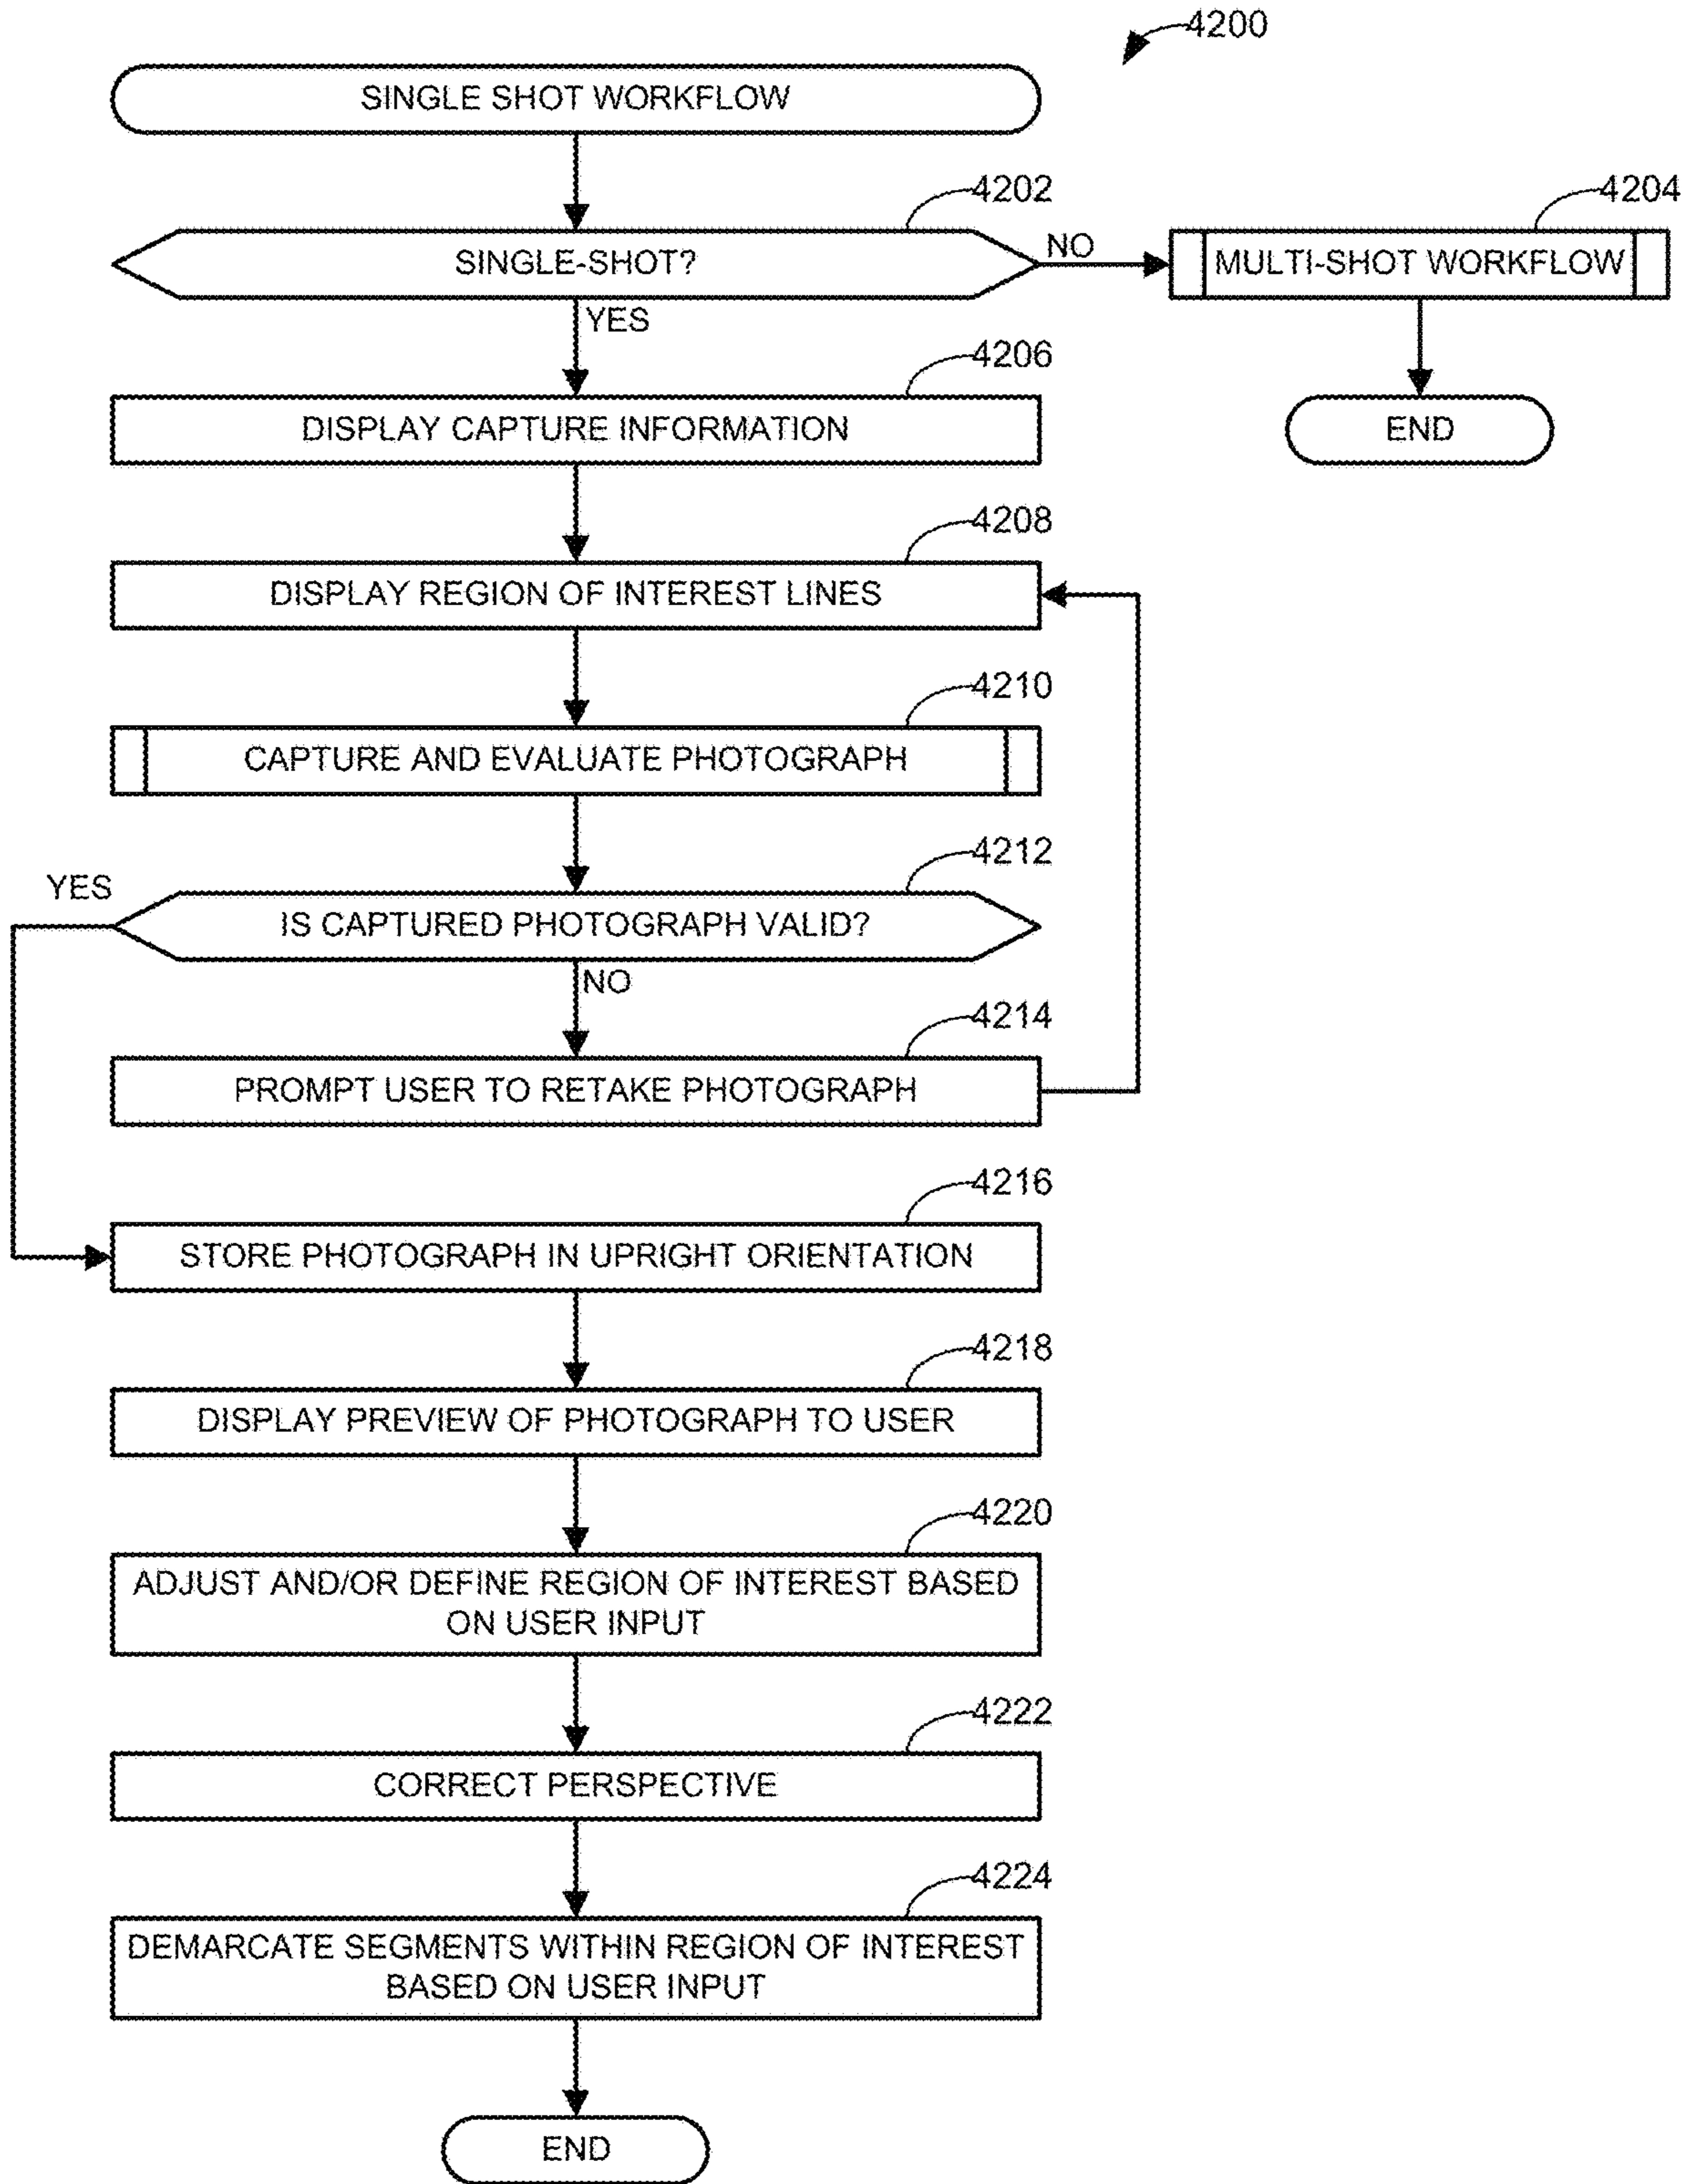 4200
SINGLE SHOT WORKFLOW
4202
4204
SINGLE-SHOT?
NO
MULTI-SHOT WORKFLOW
YES
4206
DISPLAY CAPTURE INFORMATION
END
4208
DISPLAY REGION OF INTEREST LINES
4210
CAPTURE AND EVALUATE PHOTOGRAPH
4212
YES
IS CAPTURED PHOTOGRAPH VALID?
NO
4214
PROMPT USER TO RETAKE PHOTOGRAPH
4216
STORE PHOTOGRAPH IN UPRIGHT ORIENTATION
4218
DISPLAY PREVIEW OF PHOTOGRAPH TO USER
4220
ADJUST AND/OR DEFINE REGION OF INTEREST BASED
ON USER INPUT
4222
CORRECT PERSPECTIVE
4224
DEMARCATE SEGMENTS WITHIN REGION OF INTEREST
BASED ON USER INPUT
END